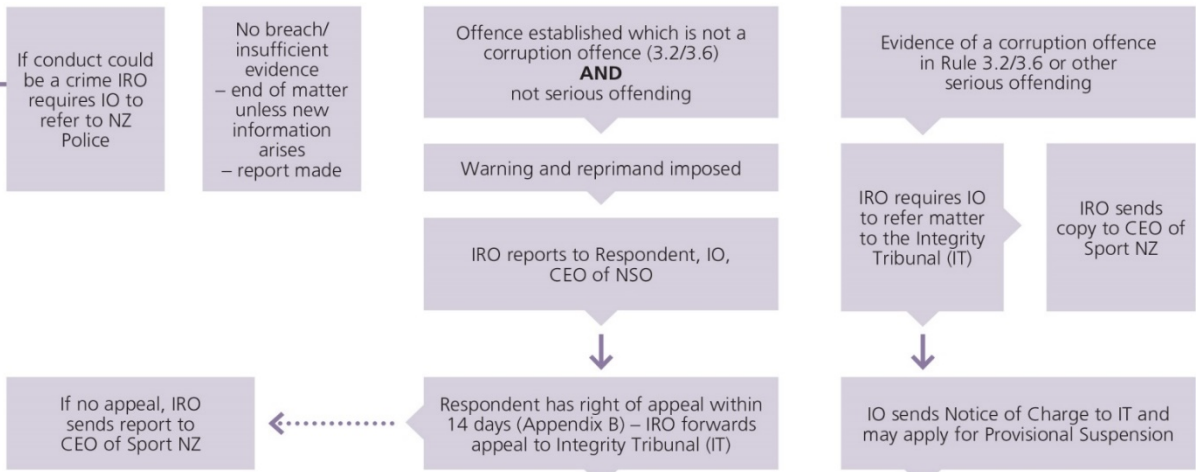 If conduct could
be a crime IRO
requires IO to
refer to NZ
Police
No breach/
insufficient
evidence
– end of matter
unless new
information
arises
– report made
Offence established which is not a
corruption offence (3.2/3.6)
AND
not serious offending
Evidence of a corruption offence
in Rule 3.2/3.6 or other
serious offending
Warning and reprimand imposed
IRO requires IO
to refer matter
to the Integrity
Tribunal (IT)
IRO sends
copy to CEO of
Sport NZ
IRO reports to Respondent, IO,
CEO of NSO
If no appeal, IRO
sends report to
CEO of Sport NZ
Respondent has right of appeal within
14 days (Appendix B) – IRO forwards
appeal to Integrity Tribunal (IT)
IO sends Notice of Charge to IT and
may apply for Provisional Suspension